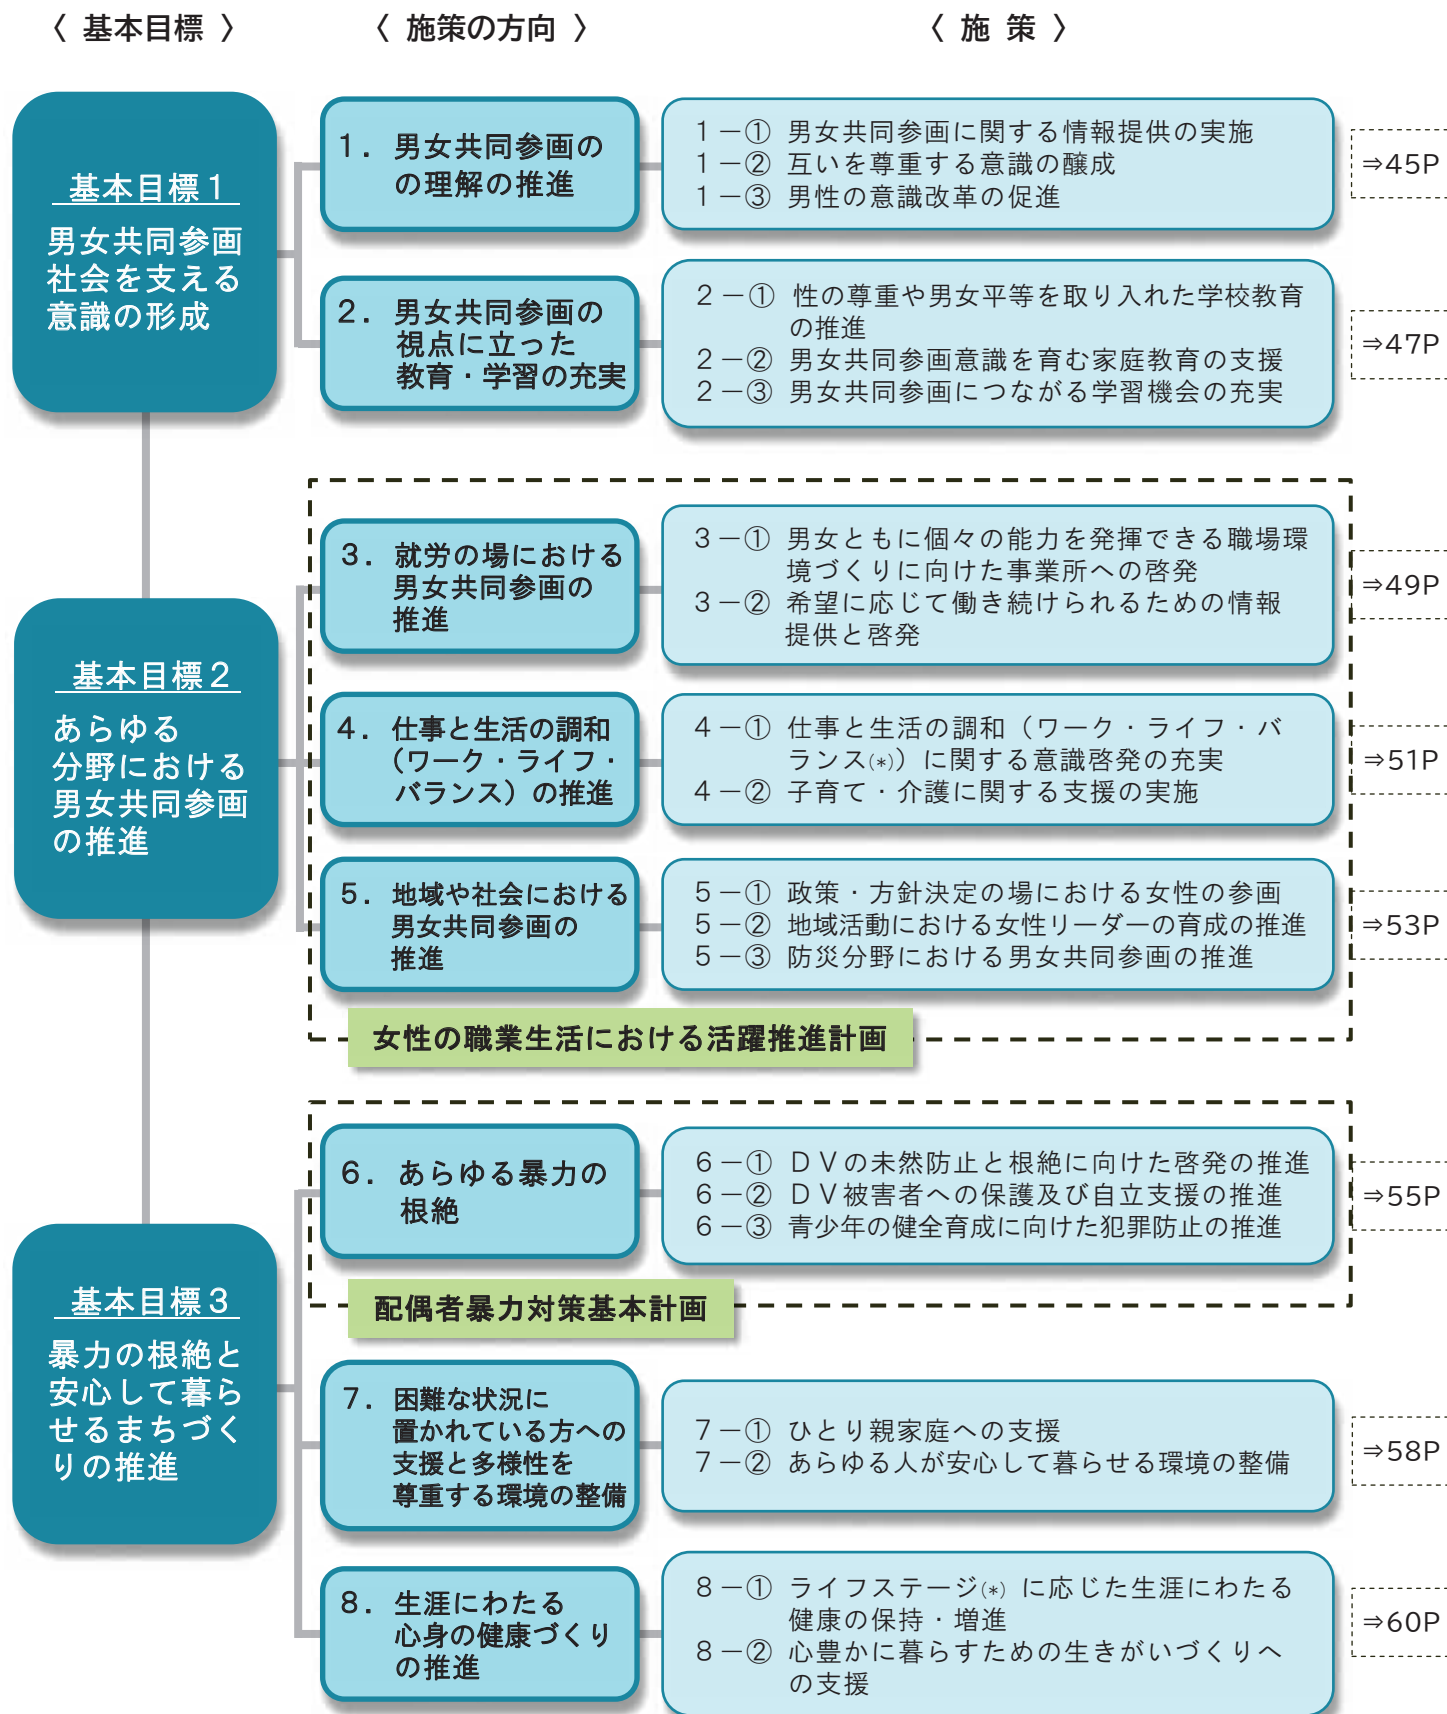 〈 基本目標 〉 〈 施策の方向 〉 〈 施 策 〉
基本目標１
男女共同参画
社会を支える
意識の形成
１．男女共同参画の
の理解の推進
１－① 男女共同参画に関する情報提供の実施
１－② 互いを尊重する意識の醸成
１－③ 男性の意識改革の促進
⇒45P
２．男女共同参画の
視点に立った
教育・学習の充実
２－① 性の尊重や男女平等を取り入れた学校教育
の推進
２－② 男女共同参画意識を育む家庭教育の支援
２－③ 男女共同参画につながる学習機会の充実
⇒47P
基本目標２
あらゆる
分野における
男女共同参画
の推進
３．就労の場における
男女共同参画の
推進
３－① 男女ともに個々の能力を発揮できる職場環
境づくりに向けた事業所への啓発
３－② 希望に応じて働き続けられるための情報
提供と啓発
⇒49P
４．仕事と生活の調和
（ワーク・ライフ・
バランス）の推進
４－① 仕事と生活の調和（ワーク・ライフ・バ
ランス(*)）に関する意識啓発の充実
４－② 子育て・介護に関する支援の実施
⇒51P
５．地域や社会における
男女共同参画の
推進
５－① 政策・方針決定の場における女性の参画
５－② 地域活動における女性リーダーの育成の推進
５－③ 防災分野における男女共同参画の推進
⇒53P
女性の職業生活における活躍推進計画
基本目標３
暴力の根絶と
安心して暮ら
せるまちづく
りの推進
６．あらゆる暴力の
根絶
６－① ＤＶの未然防止と根絶に向けた啓発の推進
６－② ＤＶ被害者への保護及び自立支援の推進
６－③ 青少年の健全育成に向けた犯罪防止の推進
⇒55P
配偶者暴力対策基本計画
７．困難な状況に
置かれている方への
支援と多様性を
尊重する環境の整備
７－① ひとり親家庭への支援
７－② あらゆる人が安心して暮らせる環境の整備
⇒58P
８．生涯にわたる
心身の健康づくり
の推進
８－① ライフステージ(*) に応じた生涯にわたる
健康の保持・増進
８－② 心豊かに暮らすための生きがいづくりへ
の支援
⇒60P